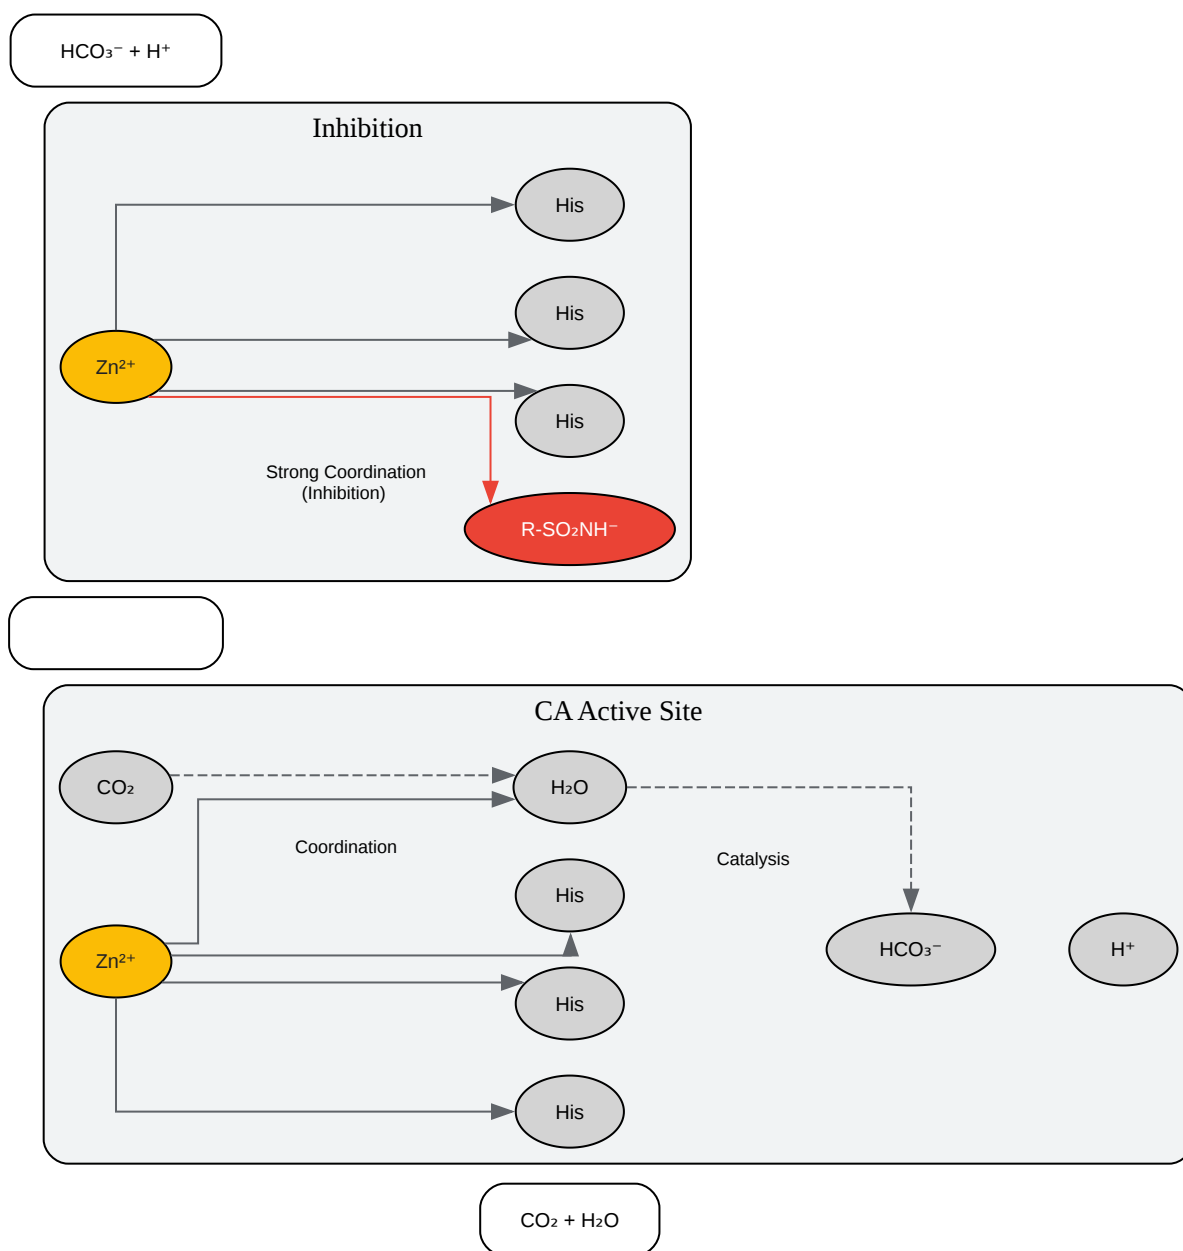 HCO₃⁻ + H⁺
Inhibition
His
His
Zn²⁺
His
Strong Coordination
(Inhibition)
R-SO₂NH⁻
CA Active Site
CO₂
H₂O
Coordination
Catalysis
His
Zn²⁺
HCO₃⁻
H⁺
His
His
CO₂ + H₂O